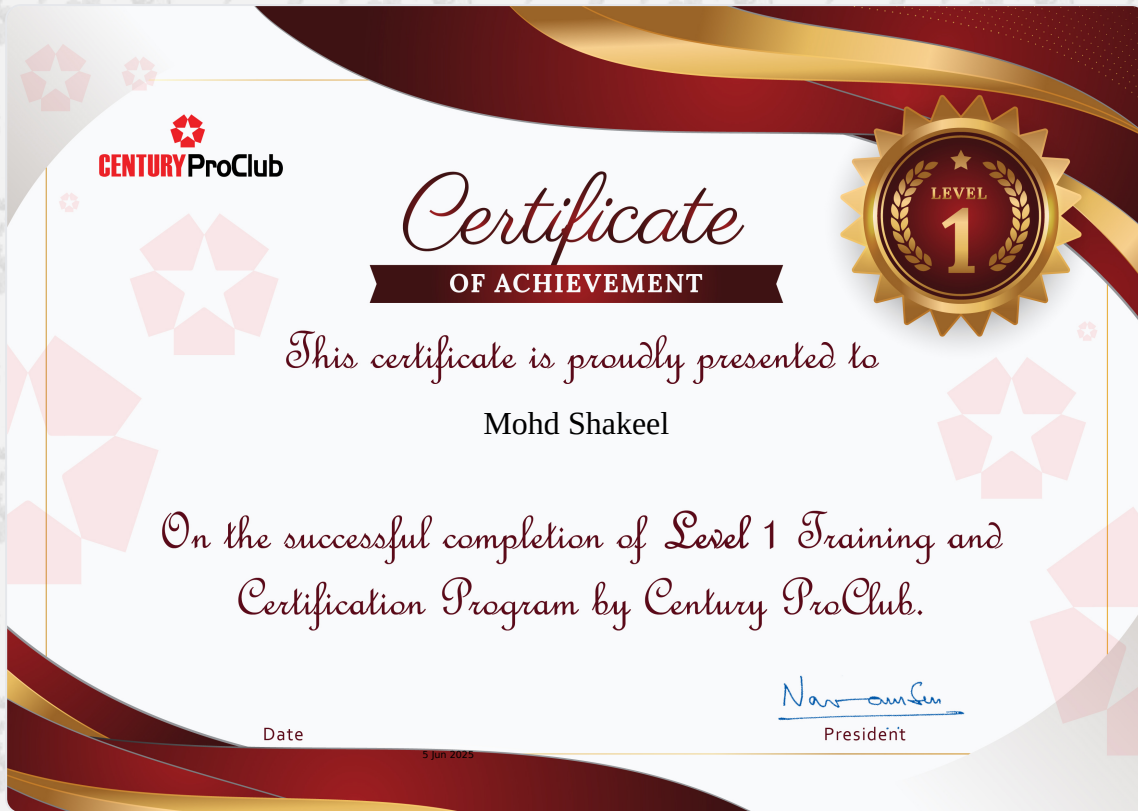 CENTURY ProClub
LEVEL
1
Certificate
OF ACHIEVEMENT
This certificate is proudly presented to
Mohd Shakeel
On the successful completion of Level 1 Training and
Certification Program by Century ProClub.
Date
President
5 Jun 2025